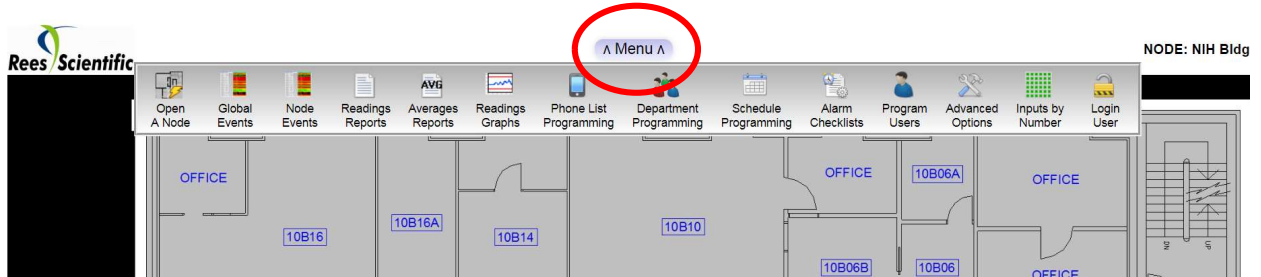 Rees Scientific
∧ Menu ∧
NODE: NIH Bldg
Open A Node
Global Events
Node Events
Readings Reports
AVG
Averages Reports
Readings Graphs
Phone List Programming
Department Programming
Schedule Programming
Alarm Checklists
Program Users
Advanced Options
Inputs by Number
Login User
OFFICE
10B16
10B16A
10B14
10B10
OFFICE
10B06A
OFFICE
10B06B
10B06
OFFICE
DN
UP